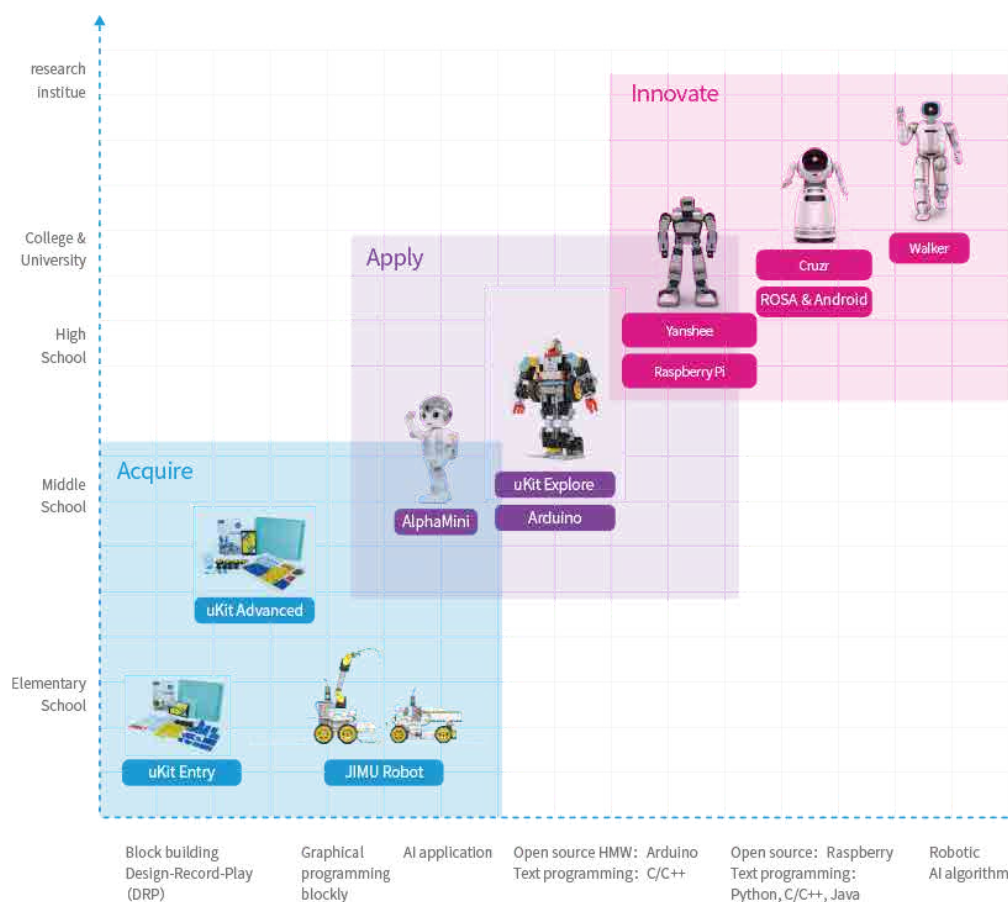 research
institue
Innovate
College &
University
Apply
Walker
Cruzr
ROSA & Android
High
School
Yanshee
Raspberry Pi
Acquire
Middle
School
uKit Explore
AlphaMini
Arduino
uKit Advanced
Elementary
School
uKit Entry
JIMU Robot
Block building
Design-Record-Play
(DRP)
Graphical
programming
blockly
AI application
Open source HMW: Arduino
Text programming: C/C++
Open source: Raspberry
Text programming:
Python, C/C++, Java
Robotic
AI algorithm